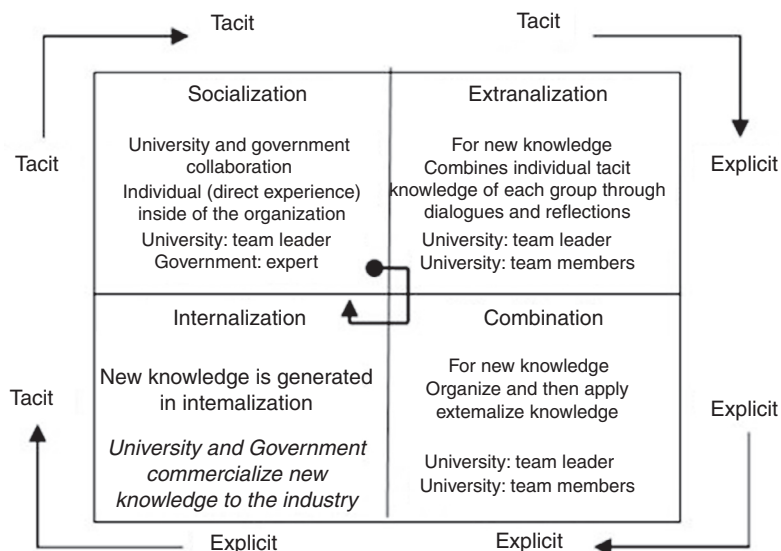 Tacit
Tacit
Socialization
Extranalization
University and government
collaboration
Individual (direct experience)
inside of the organization
University: team leader
Government: expert
For new knowledge
Combines individual tacit
knowledge of each group through
dialogues and reflections
University: team leader
University: team members
Tacit
Explicit
Internalization
Combination
New knowledge is generated
in internalization
University and Government
commercialize new
knowledge to the industry
For new knowledge
Organize and then apply
extemalize knowledge
University: team leader
University: team members
Tacit
Explicit
Explicit
Explicit